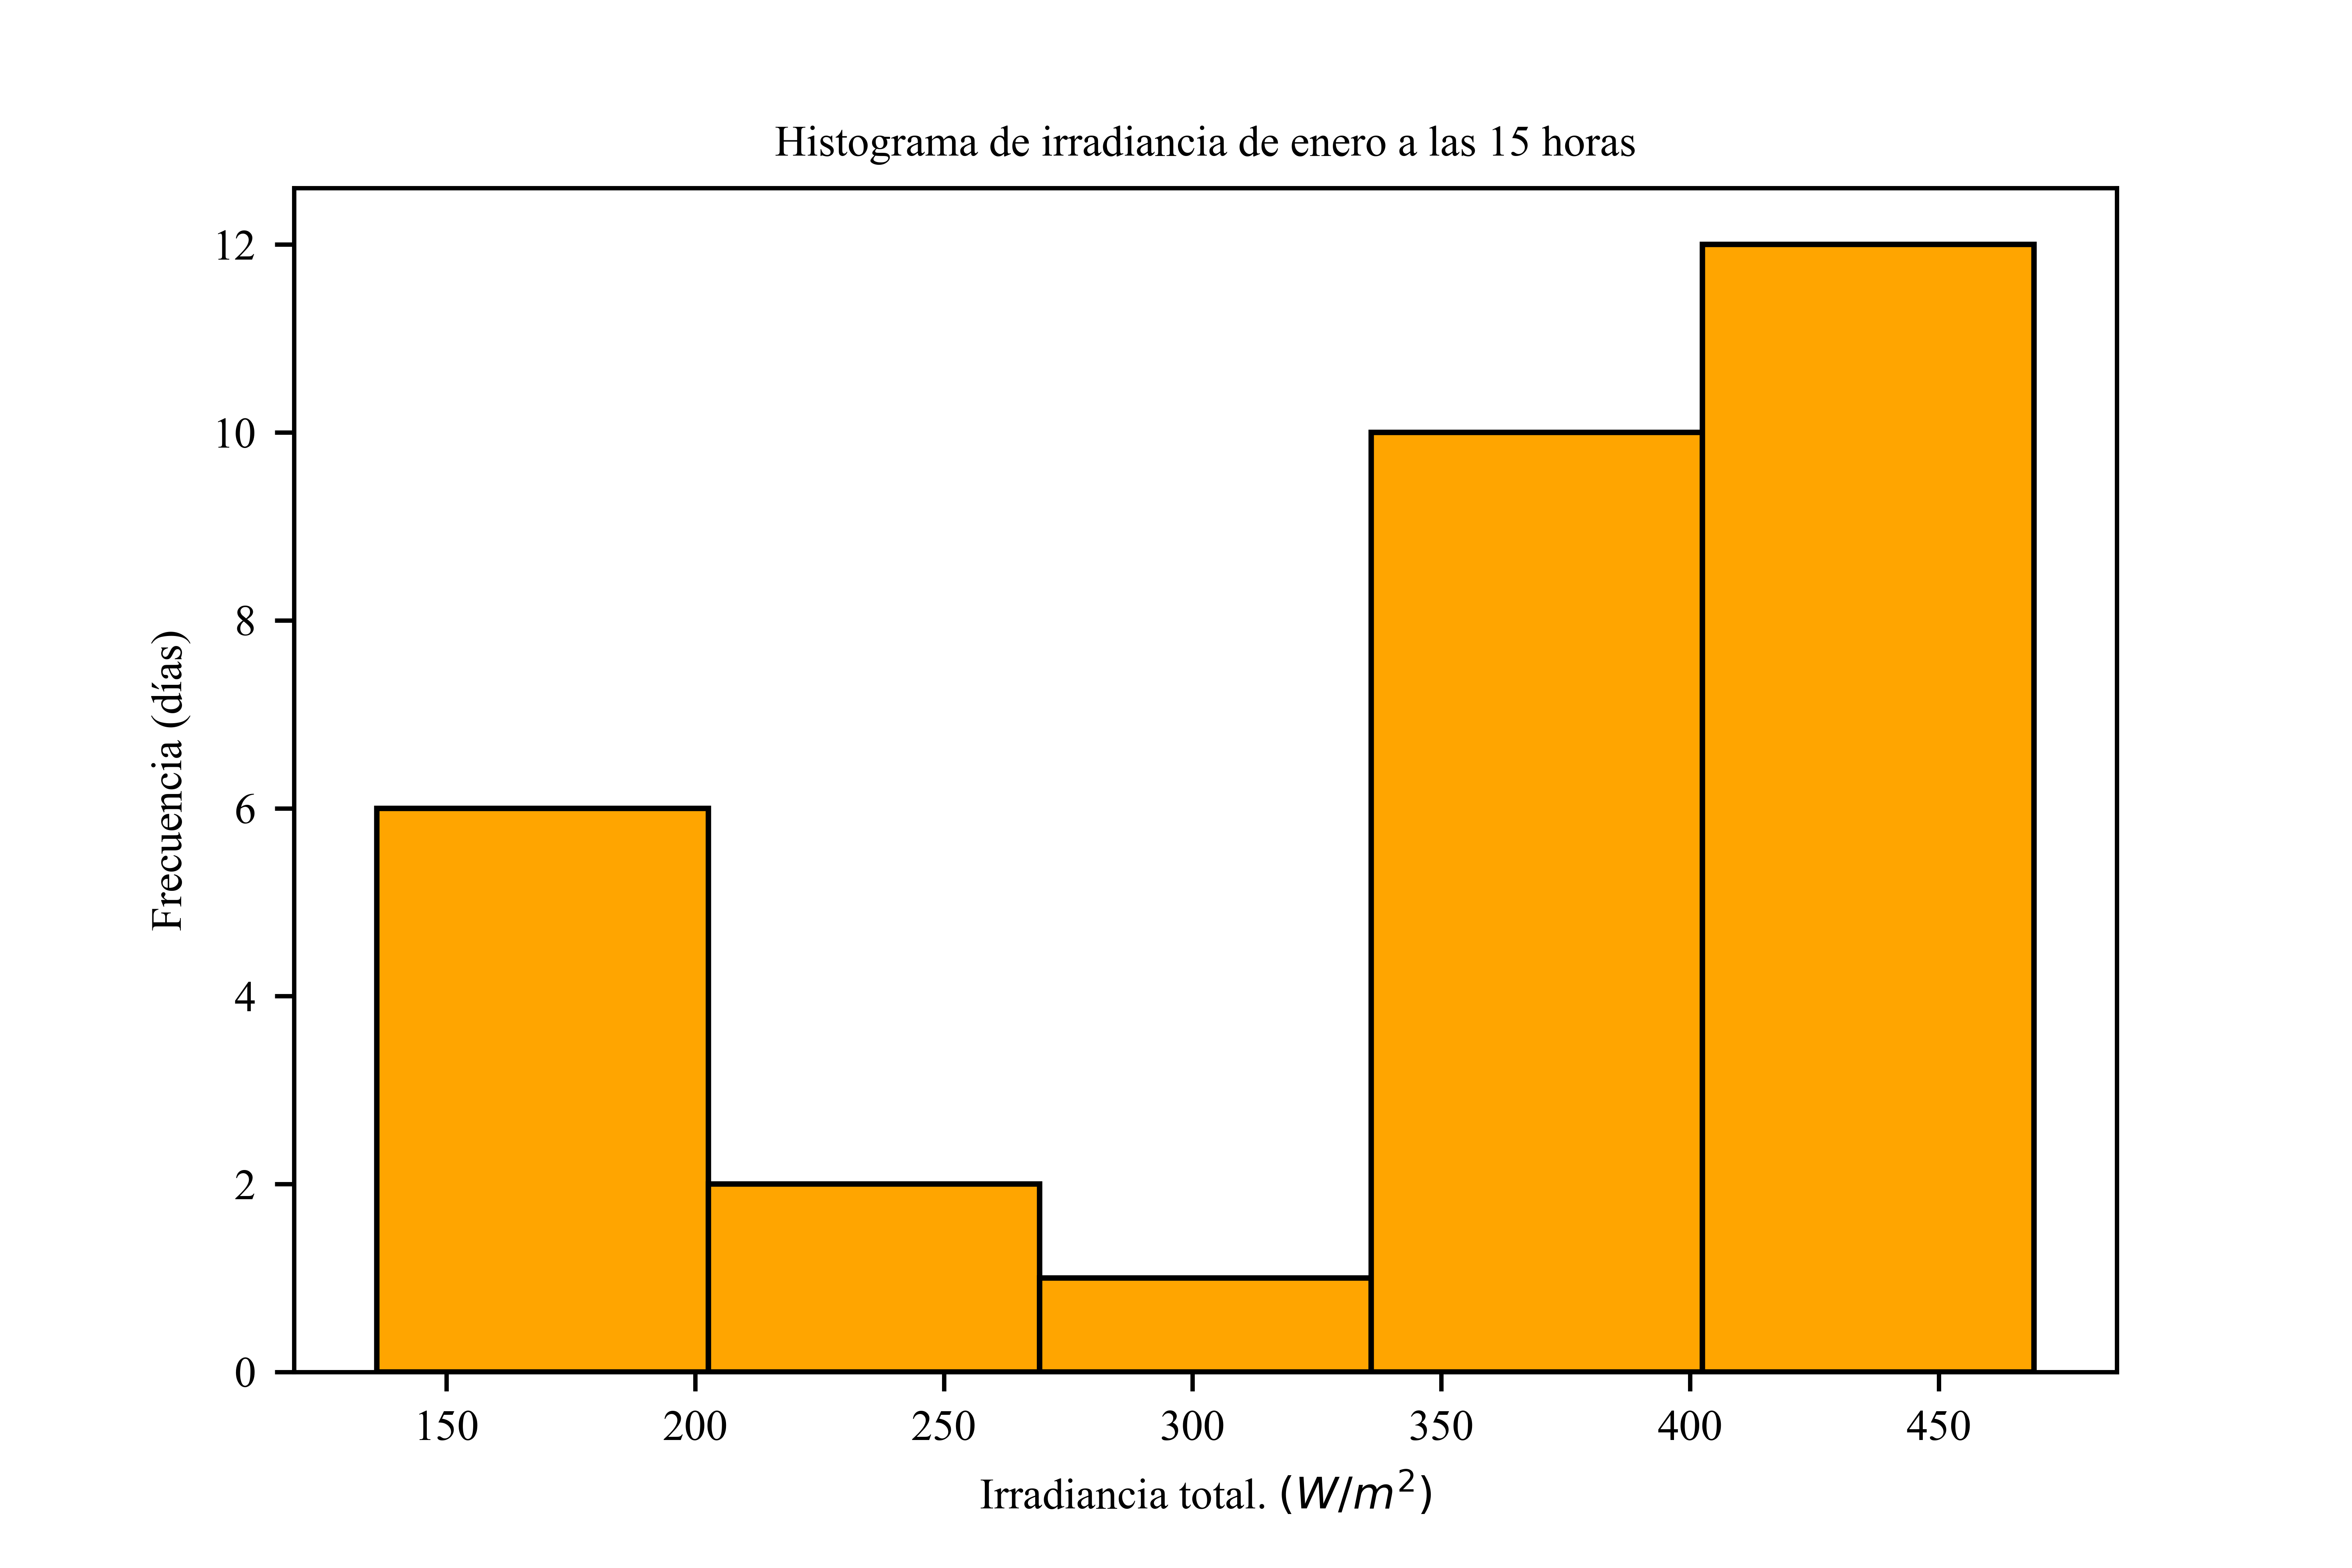 Histograma de irradiancia de enero a las 15 horas
12
10
8
6
4
2
0
Frecuencia (días)
150 200 250 300 350 400 450
Irradiancia total. (W/m²)